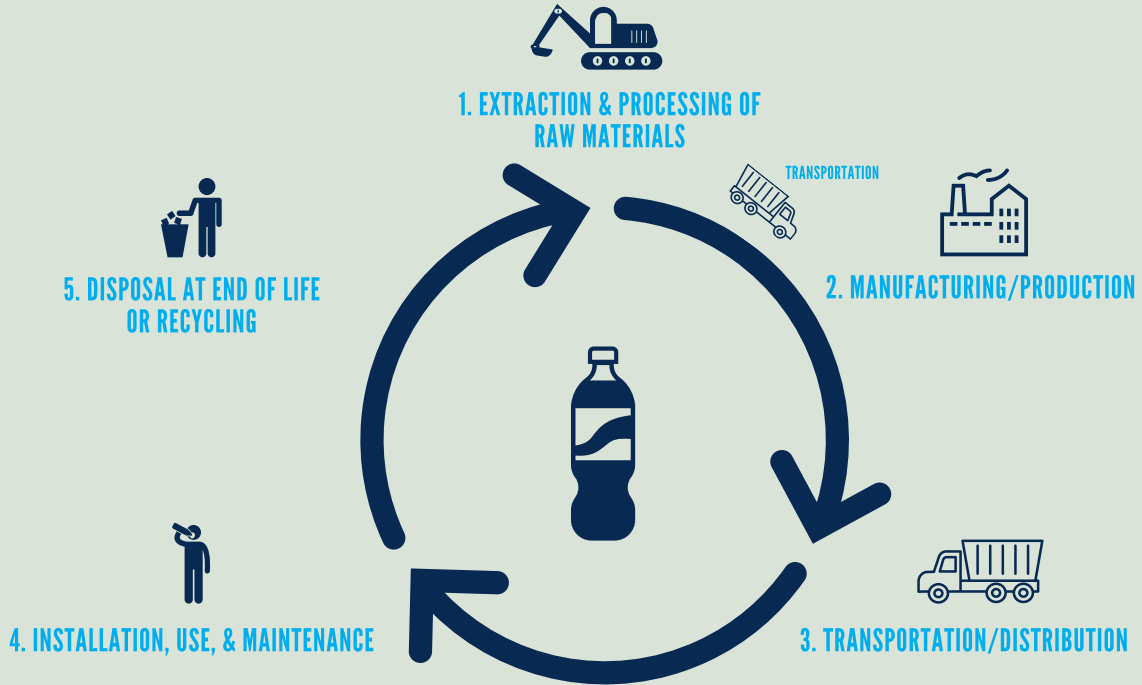 1. EXTRACTION & PROCESSING OF
RAW MATERIALS
TRANSPORTATION
2. MANUFACTURING/PRODUCTION
3. TRANSPORTATION/DISTRIBUTION
4. INSTALLATION, USE, & MAINTENANCE
5. DISPOSAL AT END OF LIFE
OR RECYCLING